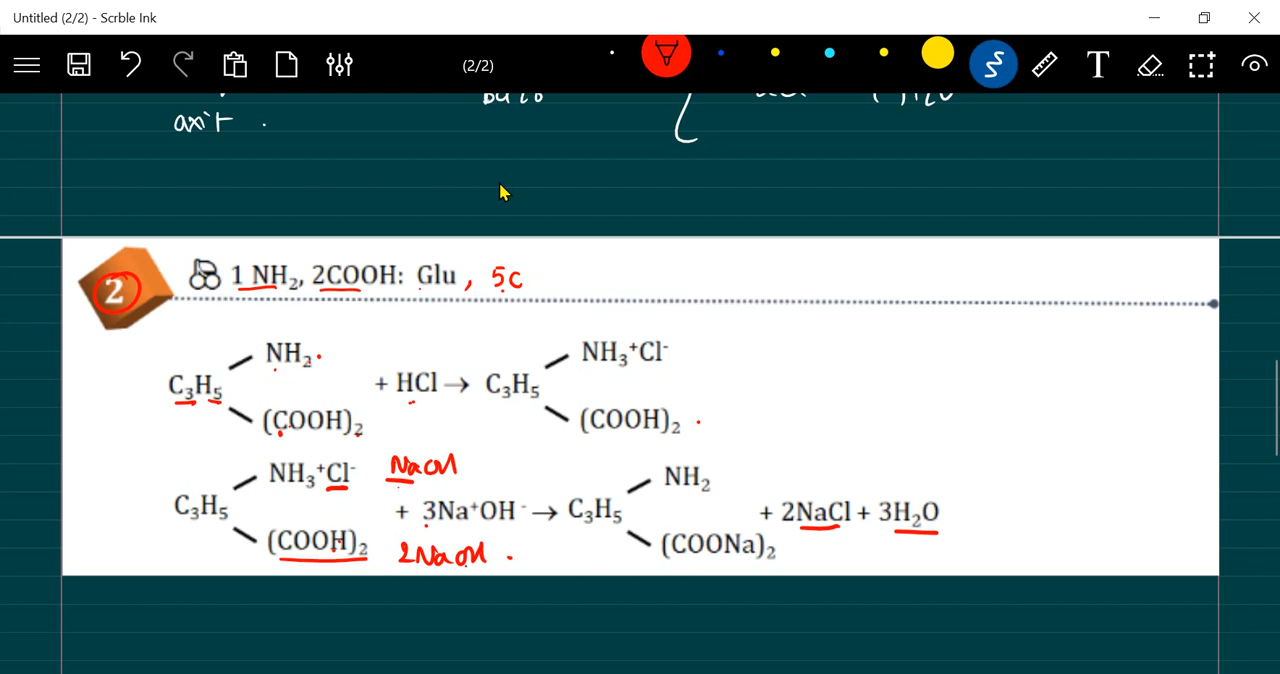 Untitled (2/2) - Scrble Ink
(2/2)
T
axit .
2 1 NH₂, 2COOH: Glu , 5C
NH₂
C₃H₅ + HCl → C₃H₅
(COOH)₂
NH₃⁺Cl⁻
(COOH)₂
NH₃⁺Cl⁻ NaOH
C₃H₅ + 3Na⁺OH⁻ → C₃H₅ + 2NaCl + 3H₂O
(COOH)₂ 2NaOH
NH₂
(COONa)₂